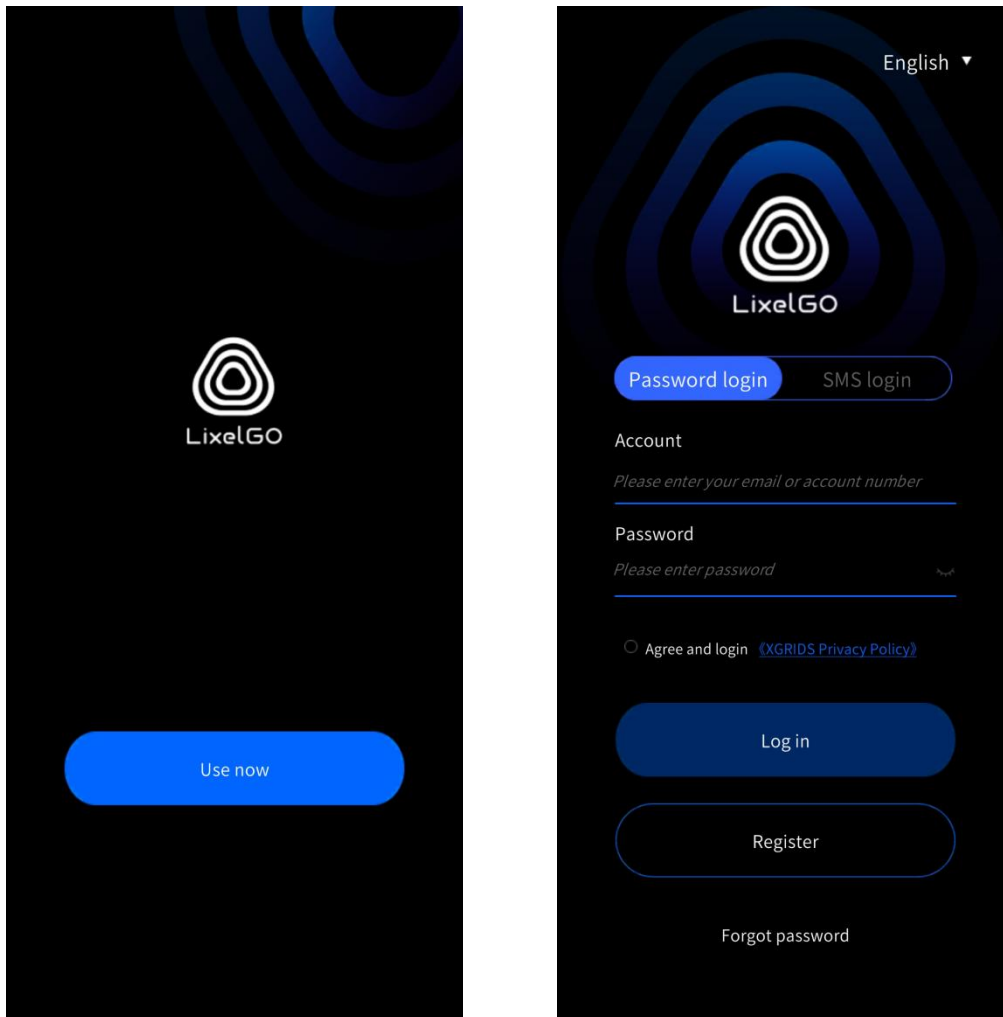 LixelGO
Use now
English
LixelGO
Password login SMS login
Account
Please enter your email or account number
Password
Please enter password
Agree and login 《XGRIDS Privacy Policy》
Log in
Register
Forgot password